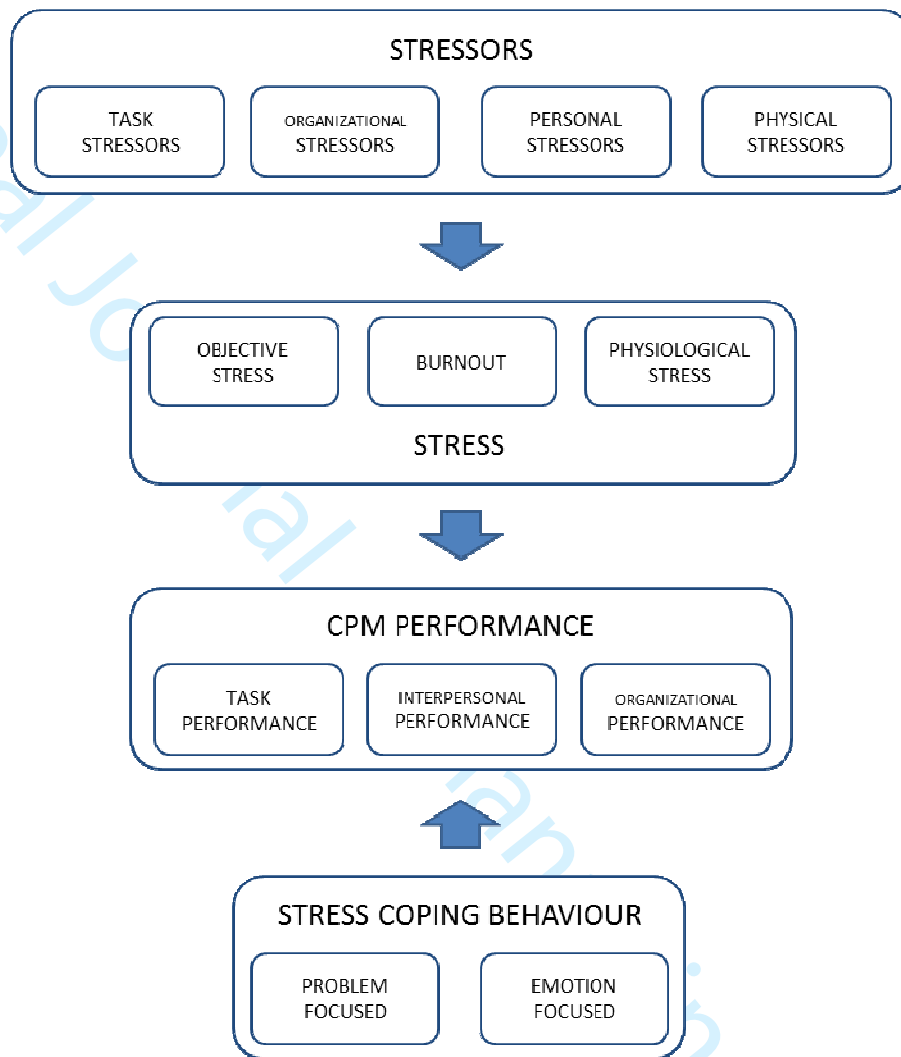 STRESSORS
TASK
STRESSORS
ORGANIZATIONAL
STRESSORS
PERSONAL
STRESSORS
PHYSICAL
STRESSORS
OBJECTIVE
STRESS
BURNOUT
PHYSIOLOGICAL
STRESS
STRESS
CPM PERFORMANCE
TASK
PERFORMANCE
INTERPERSONAL
PERFORMANCE
ORGANIZATIONAL
PERFORMANCE
STRESS COPING BEHAVIOUR
PROBLEM
FOCUSED
EMOTION
FOCUSED